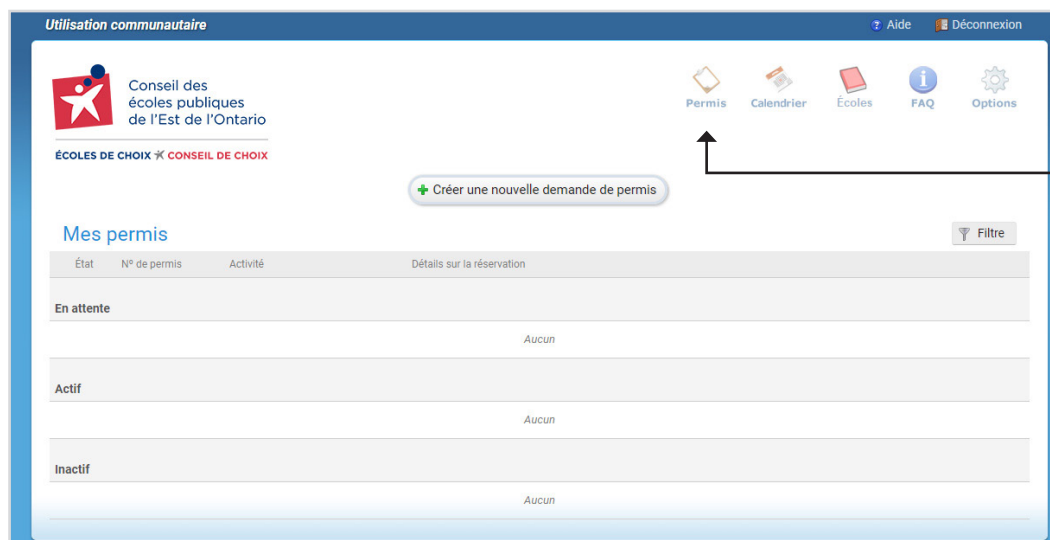 Utilisation communautaire
Aide
Déconnexion
Conseil des
écoles publiques
de l'Est de l'Ontario
ÉCOLES DE CHOIX CONSEIL DE CHOIX
Permis
Calendrier
Écoles
FAQ
Options
Créer une nouvelle demande de permis
Mes permis
Filtre
État Nº de permis Activité Détails sur la réservation
En attente
Aucun
Actif
Aucun
Inactif
Aucun